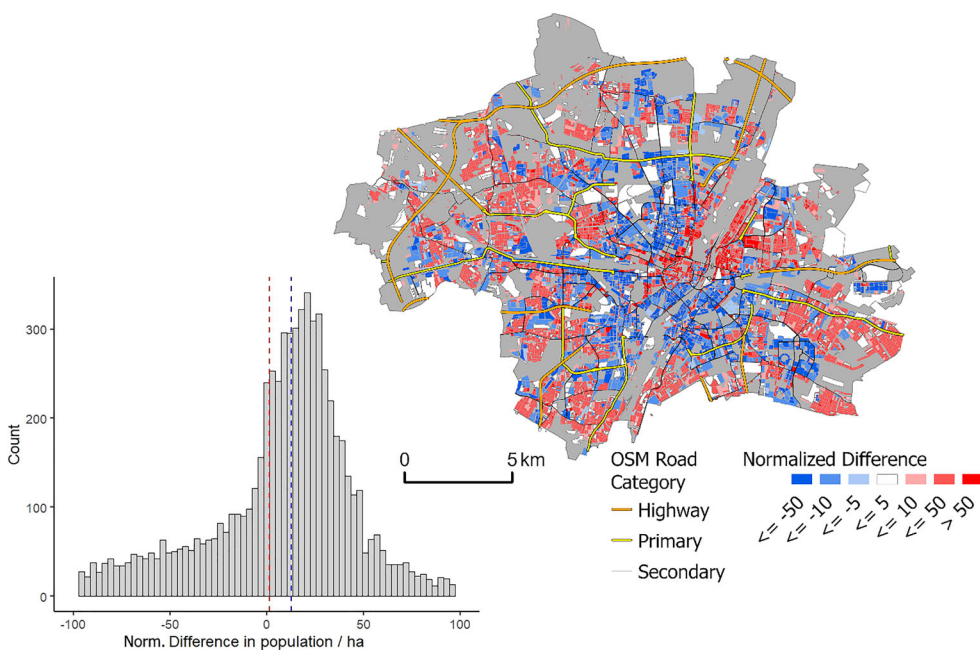 300
200
100
0
Count
-100
-50
0
50
100
Norm. Difference in population / ha
0
5 km
OSM Road
Category
Highway
Primary
Secondary
Normalized Difference
<= -50
<= -10
<= -5
<= 5
<= 10
<= 50
> 50